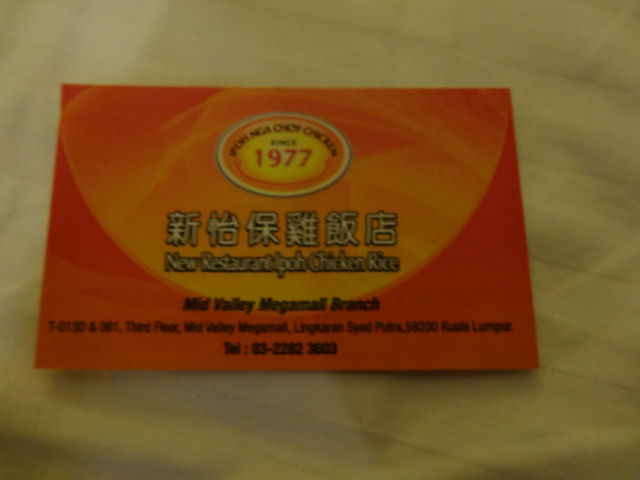 IPOH NGA CHOY CHICKEN
SINCE
1977
新怡保雞飯店
New Restaurant Ipoh Chicken Rice
Mid Valley Megamall Branch
T-013D & 061, Third Floor, Mid Valley Megamall, Lingkaran Syed Putra,59200 Kuala Lumpur.
Tel : 03-2282 3603